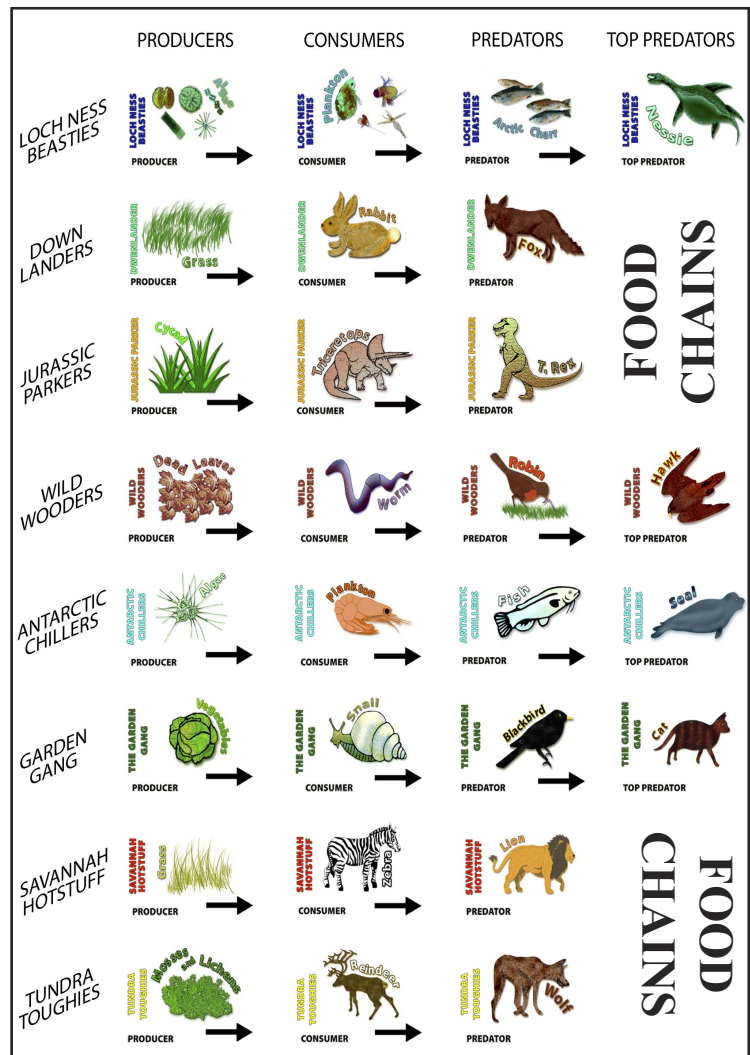 PRODUCERS CONSUMERS PREDATORS TOP PREDATORS
LOCH NESS
BEASTIES
LOCH NESS
BEASTIES
Algae
PRODUCER
LOCH NESS
BEASTIES
Plankton
CONSUMER
LOCH NESS
BEASTIES
Arctic Charr
PREDATOR
LOCH NESS
BEASTIES
Nessie
TOP PREDATOR
DOWN
LANDERS
DWENLANDER
Grass
PRODUCER
DWENLANDER
Rabbit
CONSUMER
DWENLANDER
Fox
PREDATOR
FOOD
CHAINS
JURASSIC
PARKERS
JURASSIC PARKER
Cycad
PRODUCER
JURASSIC PARKER
Triceretops
CONSUMER
JURASSIC PARKER
T. Rex
PREDATOR
WILD
WOODERS
WILD
WOODERS
Dead Leaves
PRODUCER
WILD
WOODERS
Worm
CONSUMER
WILD
WOODERS
Robin
PREDATOR
WILD
WOODERS
Hawk
TOP PREDATOR
ANTARCTIC
CHILLERS
ANTARCTIC
CHILLERS
Algae
PRODUCER
ANTARCTIC
CHILLERS
Plankton
CONSUMER
ANTARCTIC
CHILLERS
Fish
PREDATOR
ANTARCTIC
CHILLERS
Seal
TOP PREDATOR
GARDEN
GANG
THE GARDEN
GANG
Vegetables
PRODUCER
THE GARDEN
GANG
Snail
CONSUMER
THE GARDEN
GANG
Blackbird
PREDATOR
THE GARDEN
GANG
Cat
TOP PREDATOR
SAVANNAH
HOTSTUFF
SAVANNAH
HOTSTUFF
Grass
PRODUCER
SAVANNAH
HOTSTUFF
Zebra
CONSUMER
SAVANNAH
HOTSTUFF
Lion
PREDATOR
FOOD
CHAINS
TUNDRA
TOUGHIES
TUNDRA
TOUGHIES
Mosses and Lichens
PRODUCER
TUNDRA
TOUGHIES
Reindeer
CONSUMER
TUNDRA
TOUGHIES
Wolf
PREDATOR